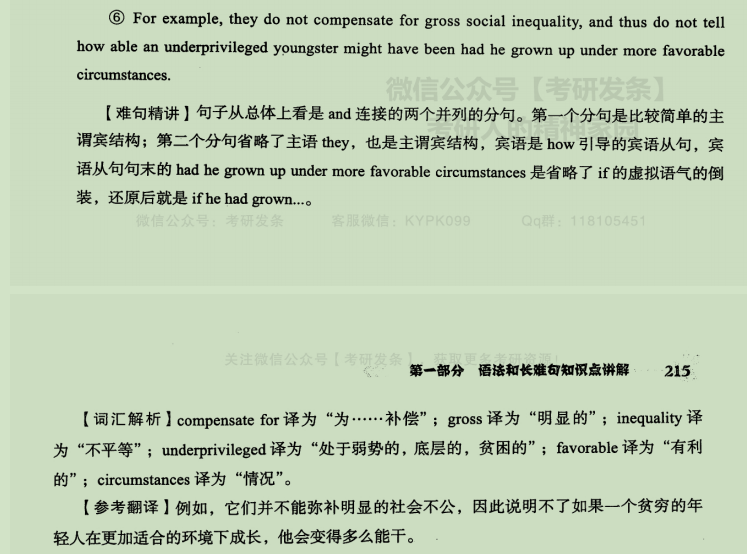 ⑥ For example, they do not compensate for gross social inequality, and thus do not tell
how able an underprivileged youngster might have been had he grown up under more favorable
circumstances.
微信公众号【考研发条】
考研人的精神家园
【难句精讲】句子从总体上看是 and 连接的两个并列的分句。第一个分句是比较简单的主
谓宾结构；第二个分句省略了主语 they，也是主谓宾结构，宾语是 how 引导的宾语从句，宾
语从句句末的 had he grown up under more favorable circumstances 是省略了 if 的虚拟语气的倒
装，还原后就是 if he had grown...。
微信公众号：考研发条 客服微信：KYPK099 Qq群：118105451
关注微信公众号【考研发条】，获取更多考研资源！
第一部分 语法和长难句知识点讲解 215
【词汇解析】compensate for 译为“为……补偿”；gross 译为“明显的”；inequality 译
为“不平等”；underprivileged 译为“处于弱势的，底层的，贫困的”；favorable 译为“有利
的”；circumstances 译为“情况”。
【参考翻译】例如，它们并不能弥补明显的社会不公，因此说明不了如果一个贫穷的年
轻人在更加适合的环境下成长，他会变得多么能干。